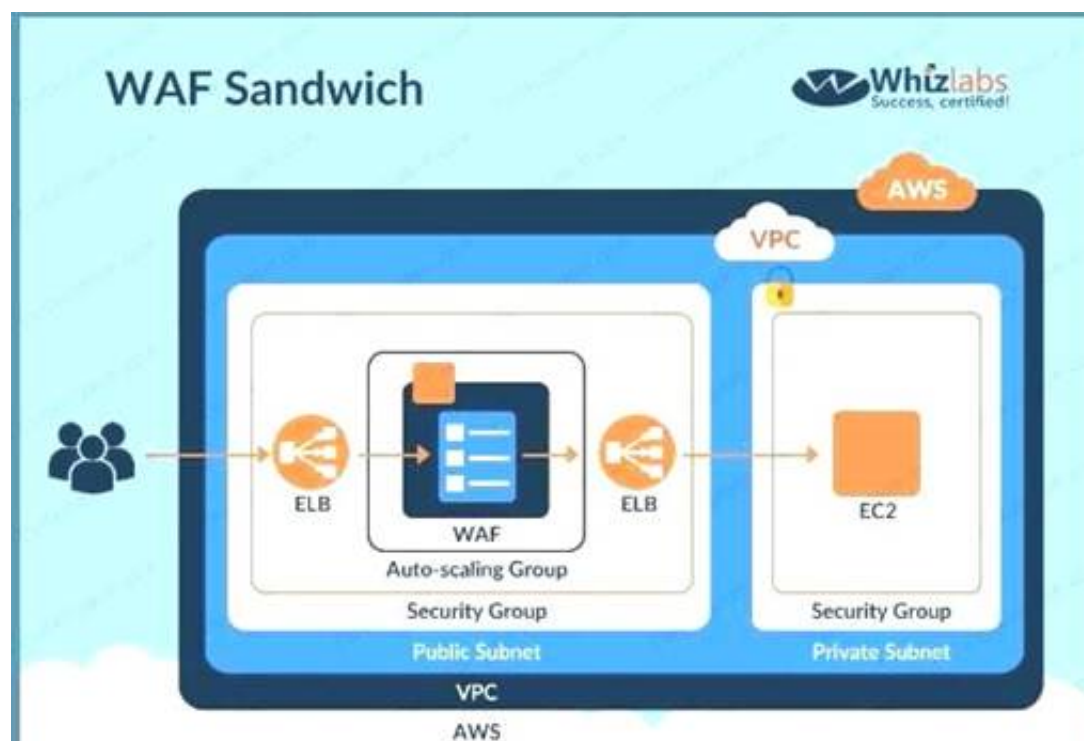 WAF Sandwich
Whizlabs
Success, certified!
AWS
VPC
ELB
WAF
ELB
EC2
Auto-scaling Group
Security Group
Security Group
Public Subnet
Private Subnet
VPC
AWS